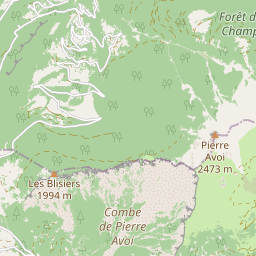 Forêt d
Champ
Pierre
Avoi
2473 m
Les Blisiers
1994 m
Combe
de Pierre
Avoi